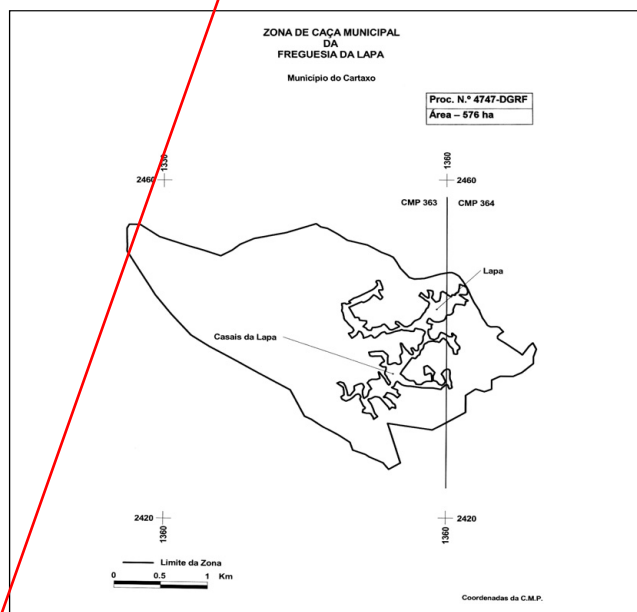 ZONA DE CAÇA MUNICIPAL
DA
FREGUESIA DA LAPA
Município do Cartaxo
Proc. N.º 4747-DGRF
Área – 576 ha
1330
1360
2460
2460
CMP 363
CMP 364
Lapa
Casais da Lapa
2420
2420
1360
1360
Limite da Zona
0 0.5 1 Km
Coordenadas da C.M.P.